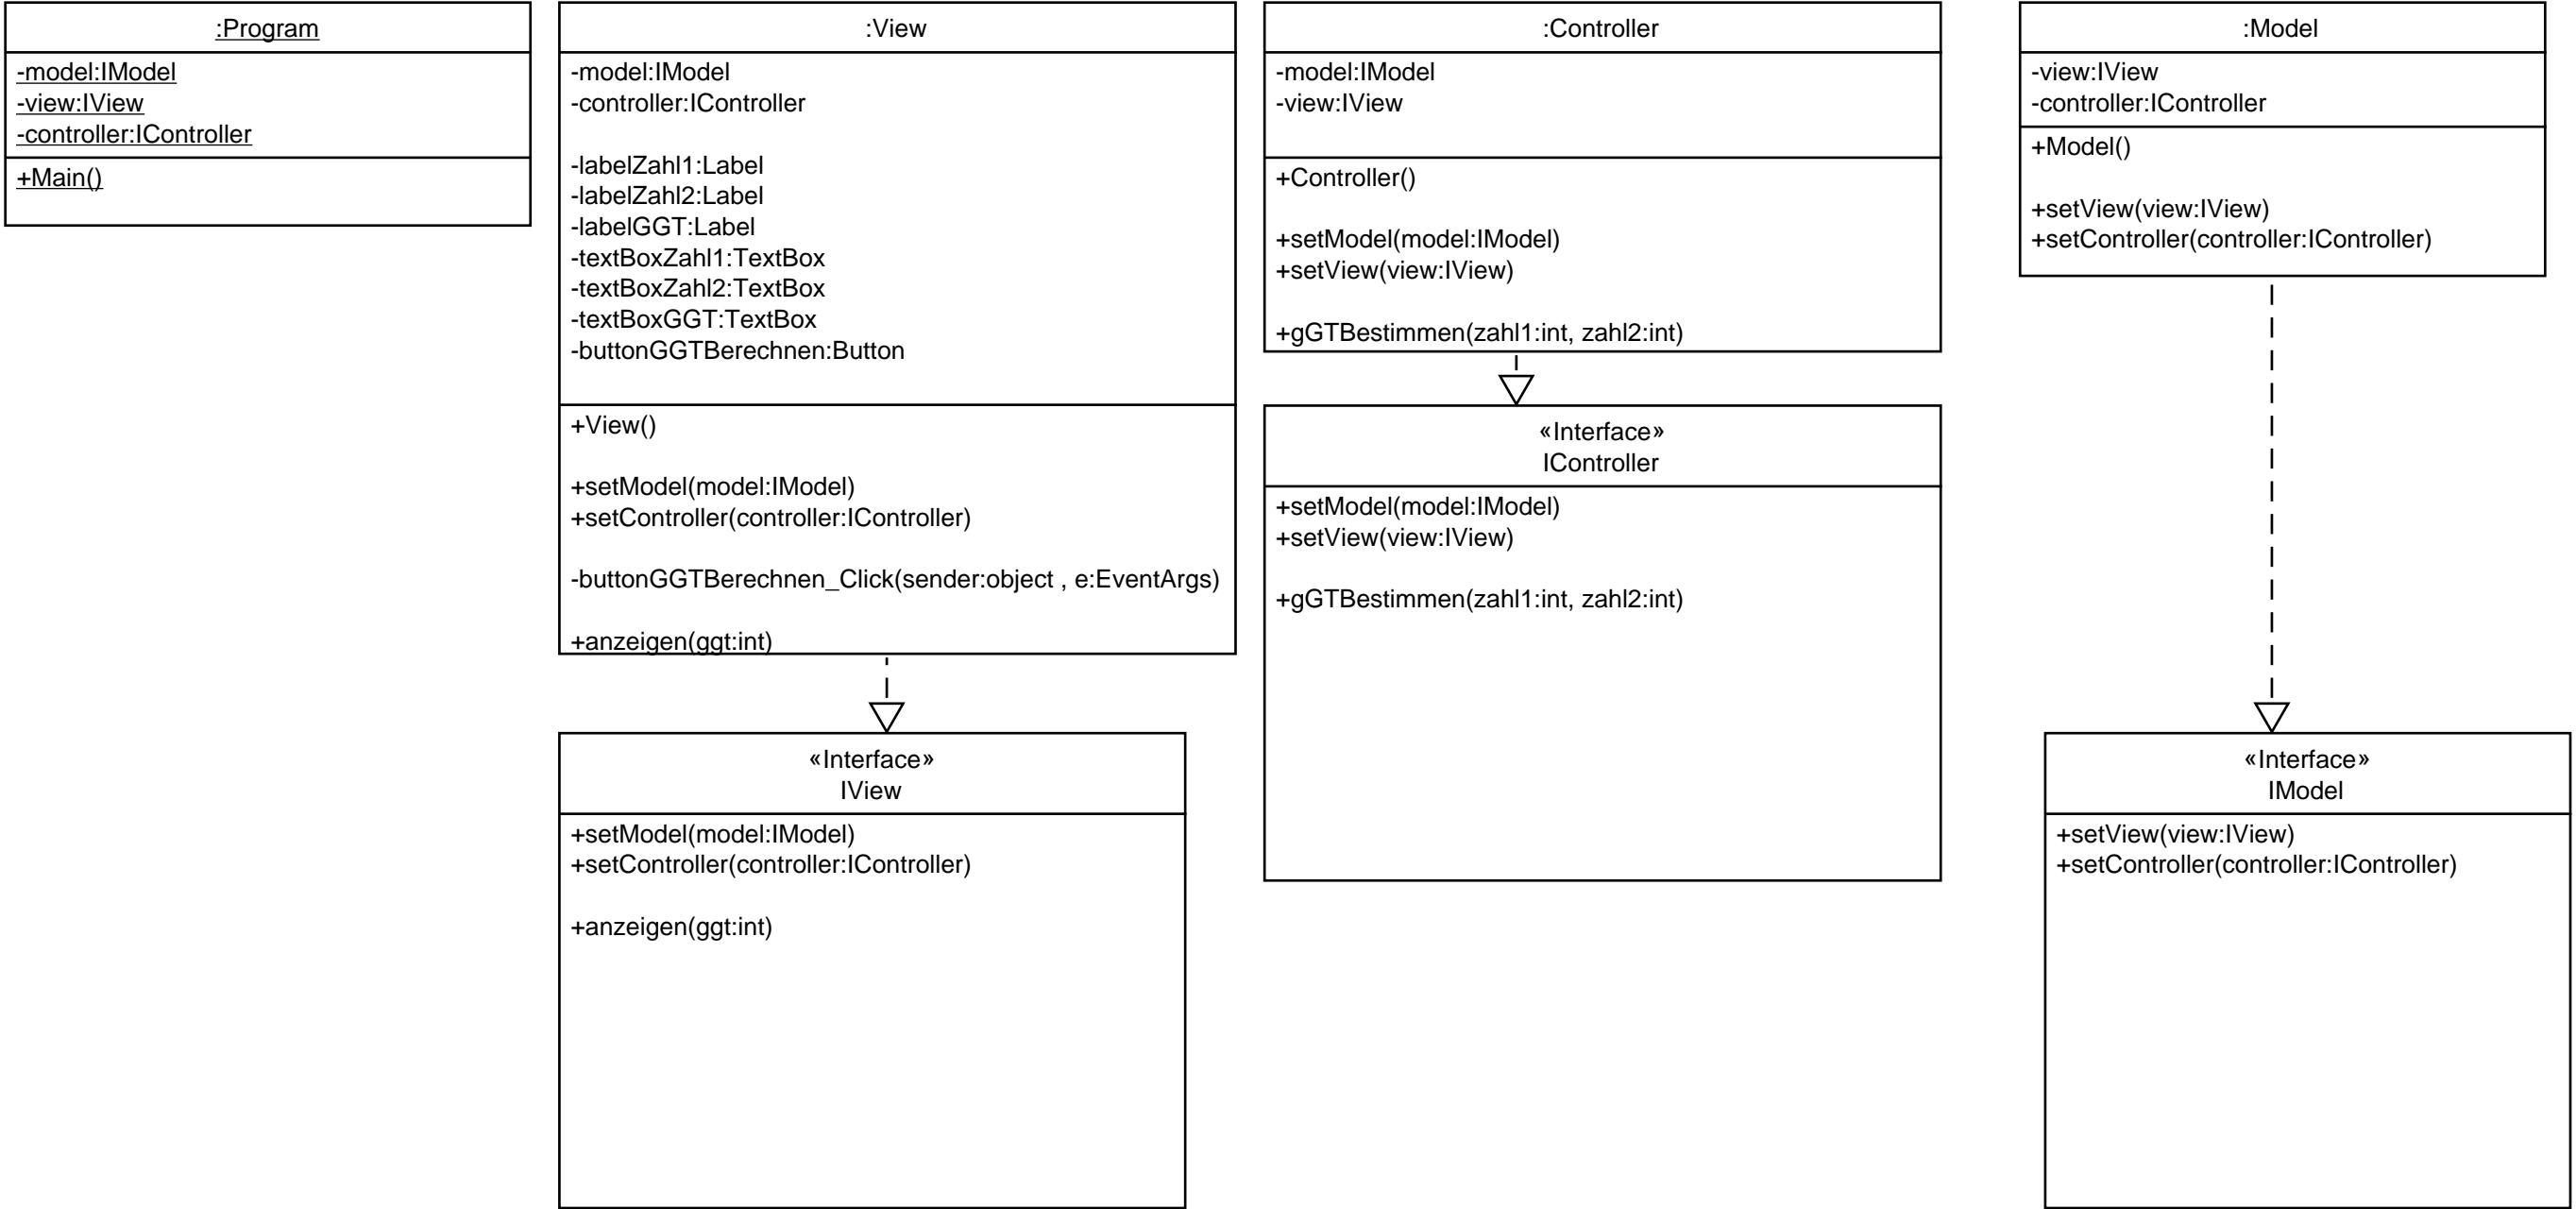 :Program
-model:IModel
-view:IView
-controller:IController
+Main()
:View
-model:IModel
-controller:IController
-labelZahl1:Label
-labelZahl2:Label
-labelGGT:Label
-textBoxZahl1:TextBox
-textBoxZahl2:TextBox
-textBoxGGT:TextBox
-buttonGGTBerechnen:Button
+View()
+setModel(model:IModel)
+setController(controller:IController)
-buttonGGTBerechnen_Click(sender:object , e:EventArgs)
+anzeigen(ggt:int)
«Interface»
IView
+setModel(model:IModel)
+setController(controller:IController)
+anzeigen(ggt:int)
:Controller
-model:IModel
-view:IView
+Controller()
+setModel(model:IModel)
+setView(view:IView)
+gGTBestimmen(zahl1:int, zahl2:int)
«Interface»
IController
+setModel(model:IModel)
+setView(view:IView)
+gGTBestimmen(zahl1:int, zahl2:int)
:Model
-view:IView
-controller:IController
+Model()
+setView(view:IView)
+setController(controller:IController)
«Interface»
IModel
+setView(view:IView)
+setController(controller:IController)